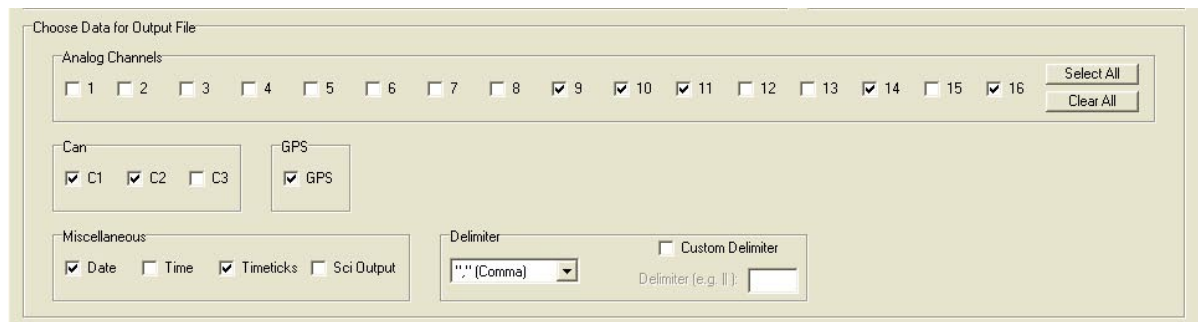 Choose Data for Output File
Analog Channels
1 2 3 4 5 6 7 8 9 10 11 12 13 14 15 16
Select All
Clear All
Can
C1 C2 C3
GPS
GPS
Miscellaneous
Date Time Timeticks Sci Output
Delimiter
"," (Comma)
Custom Delimiter
Delimiter (e.g. || ):